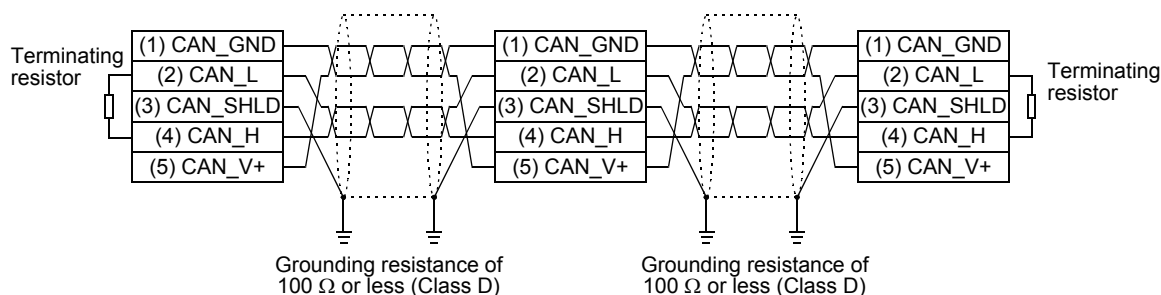 Terminating
resistor
(1) CAN_GND
(2) CAN_L
(3) CAN_SHLD
(4) CAN_H
(5) CAN_V+
(1) CAN_GND
(2) CAN_L
(3) CAN_SHLD
(4) CAN_H
(5) CAN_V+
(1) CAN_GND
(2) CAN_L
(3) CAN_SHLD
(4) CAN_H
(5) CAN_V+
Terminating
resistor
Grounding resistance of
100 Ω or less (Class D)
Grounding resistance of
100 Ω or less (Class D)